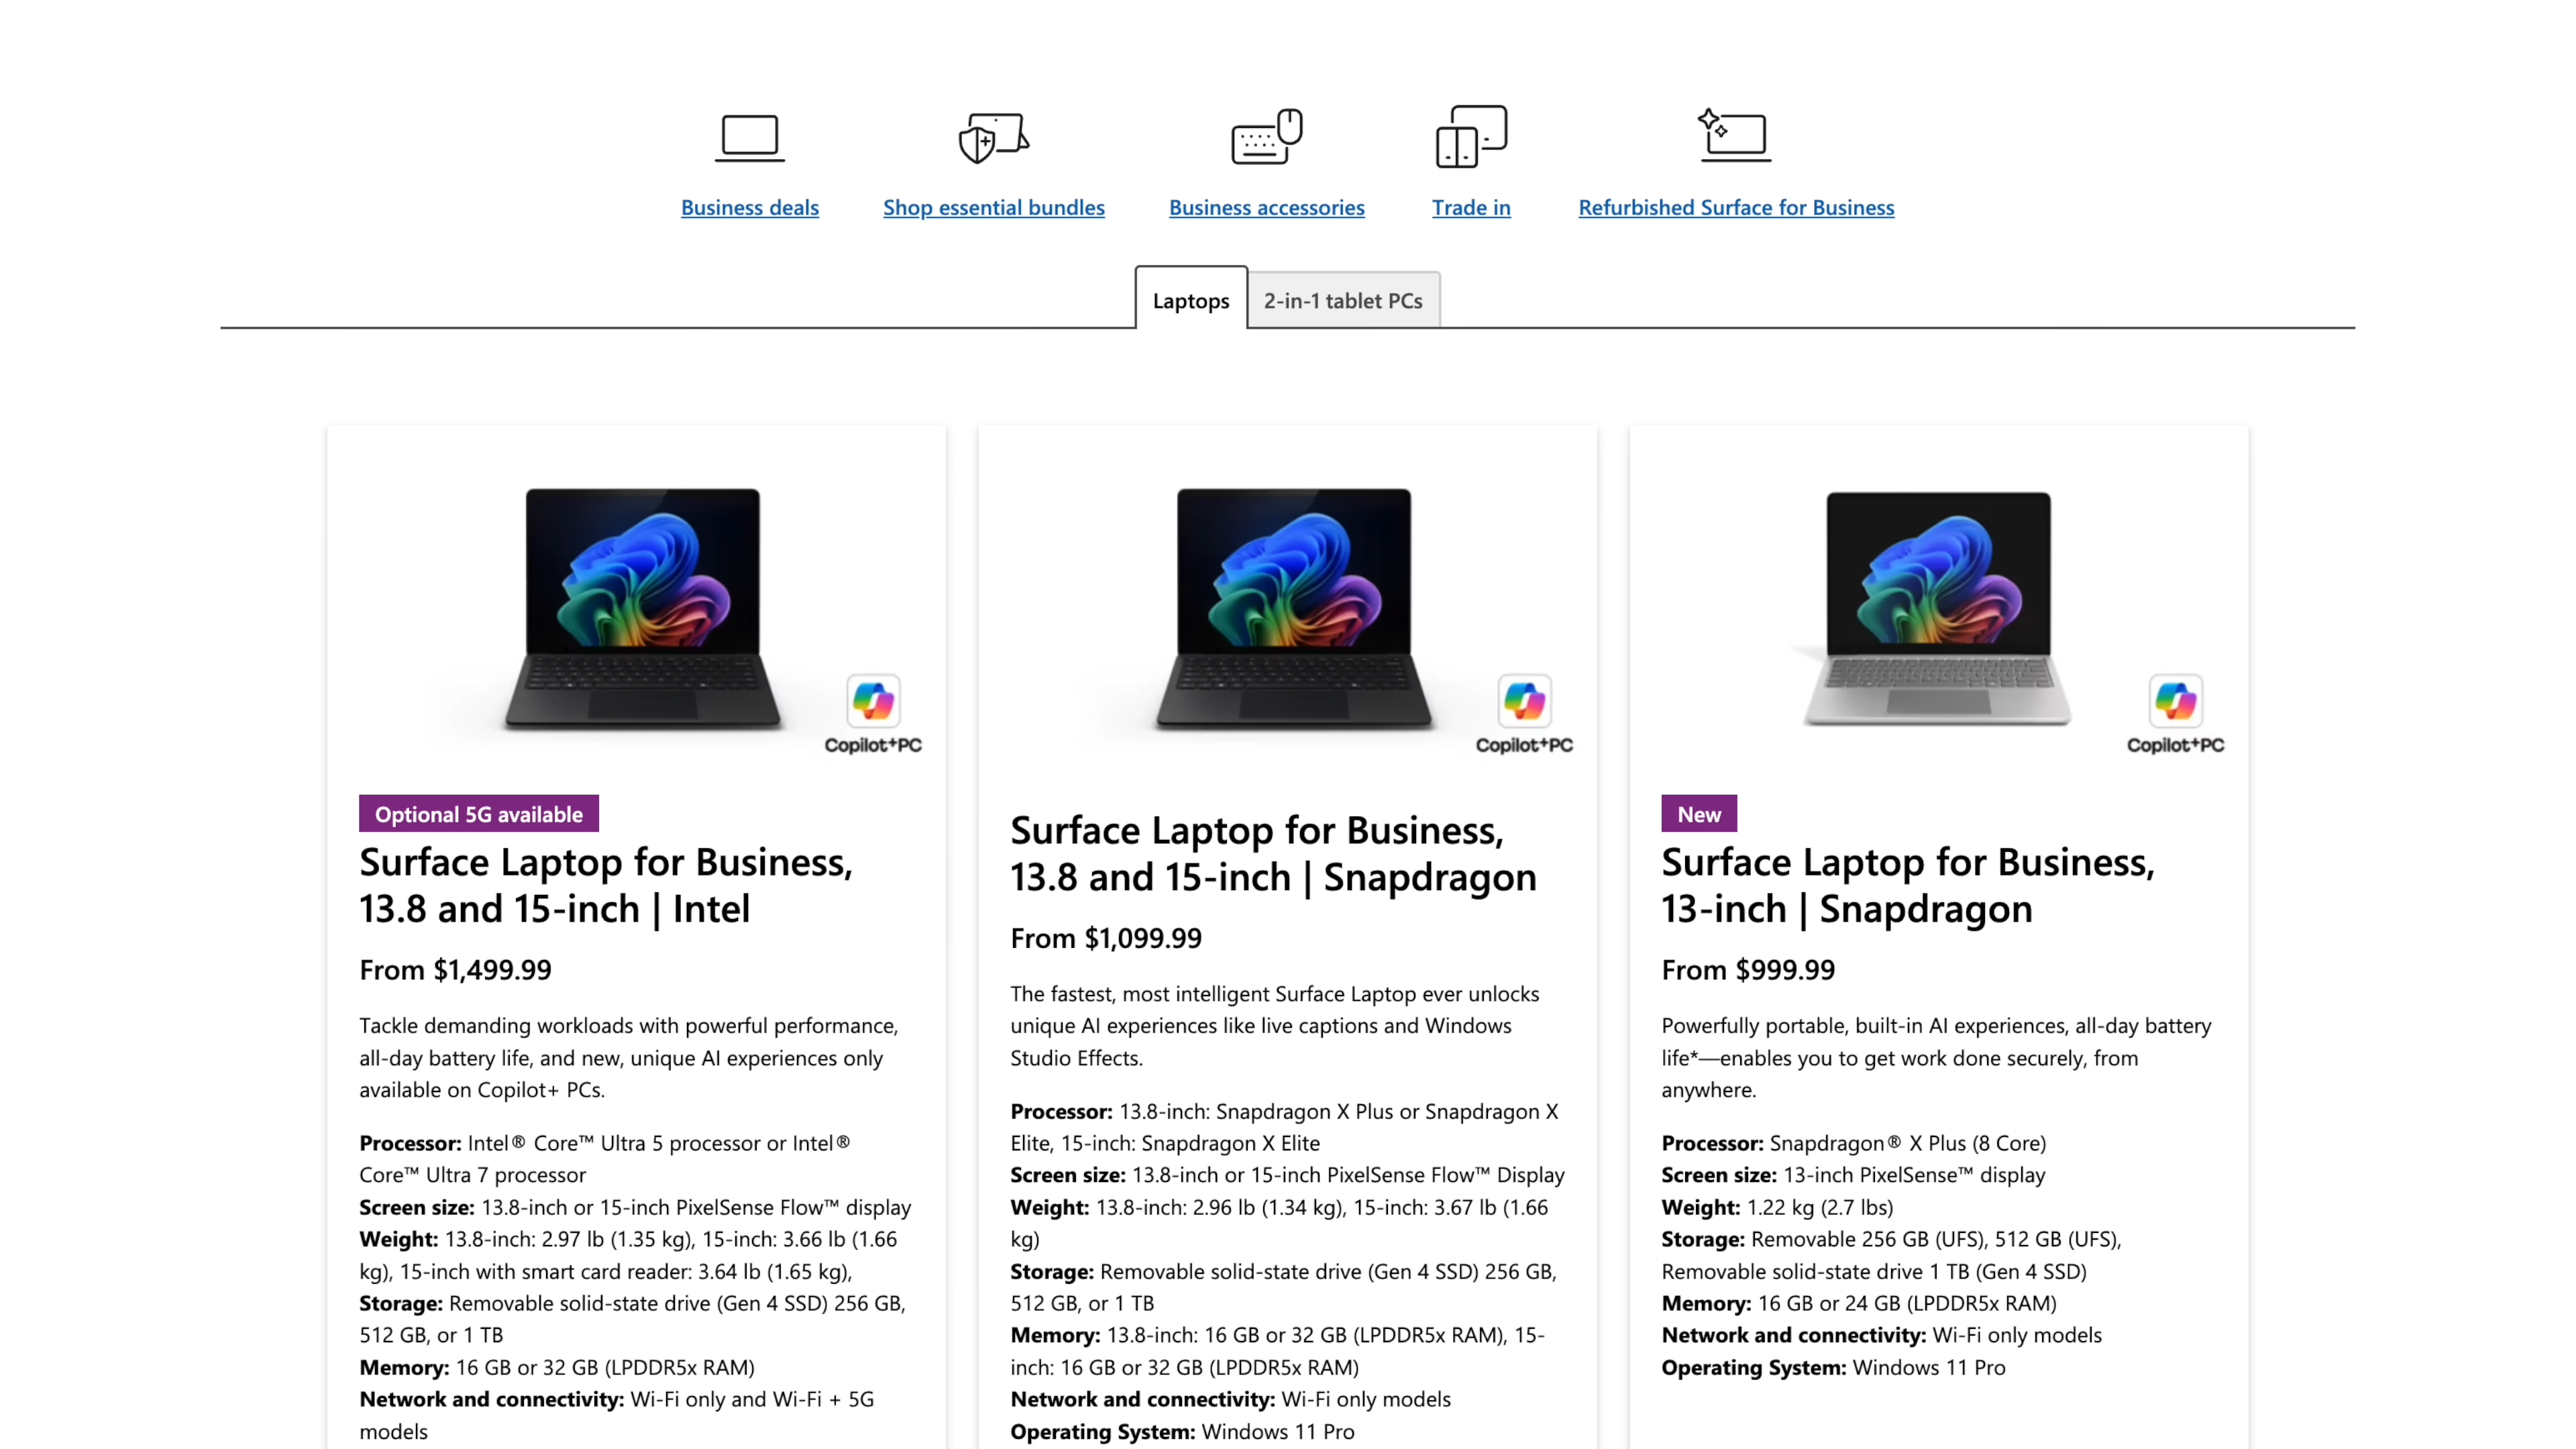 Business deals
Shop essential bundles
Business accessories
Trade in
Refurbished Surface for Business
Laptops
2-in-1 tablet PCs
Copilot+PC
Optional 5G available
Surface Laptop for Business,
13.8 and 15-inch | Intel
From $1,499.99
Tackle demanding workloads with powerful performance,
all-day battery life, and new, unique AI experiences only
available on Copilot+ PCs.
Processor: Intel® Core™ Ultra 5 processor or Intel®
Core™ Ultra 7 processor
Screen size: 13.8-inch or 15-inch PixelSense Flow™ display
Weight: 13.8-inch: 2.97 lb (1.35 kg), 15-inch: 3.66 lb (1.66
kg), 15-inch with smart card reader: 3.64 lb (1.65 kg),
Storage: Removable solid-state drive (Gen 4 SSD) 256 GB,
512 GB, or 1 TB
Memory: 16 GB or 32 GB (LPDDR5x RAM)
Network and connectivity: Wi-Fi only and Wi-Fi + 5G
models
Copilot+PC
Surface Laptop for Business,
13.8 and 15-inch | Snapdragon
From $1,099.99
The fastest, most intelligent Surface Laptop ever unlocks
unique AI experiences like live captions and Windows
Studio Effects.
Processor: 13.8-inch: Snapdragon X Plus or Snapdragon X
Elite, 15-inch: Snapdragon X Elite
Screen size: 13.8-inch or 15-inch PixelSense Flow™ Display
Weight: 13.8-inch: 2.96 lb (1.34 kg), 15-inch: 3.67 lb (1.66
kg)
Storage: Removable solid-state drive (Gen 4 SSD) 256 GB,
512 GB, or 1 TB
Memory: 13.8-inch: 16 GB or 32 GB (LPDDR5x RAM), 15-
inch: 16 GB or 32 GB (LPDDR5x RAM)
Network and connectivity: Wi-Fi only models
Operating System: Windows 11 Pro
Copilot+PC
New
Surface Laptop for Business,
13-inch | Snapdragon
From $999.99
Powerfully portable, built-in AI experiences, all-day battery
life*—enables you to get work done securely, from
anywhere.
Processor: Snapdragon® X Plus (8 Core)
Screen size: 13-inch PixelSense™ display
Weight: 1.22 kg (2.7 lbs)
Storage: Removable 256 GB (UFS), 512 GB (UFS),
Removable solid-state drive 1 TB (Gen 4 SSD)
Memory: 16 GB or 24 GB (LPDDR5x RAM)
Network and connectivity: Wi-Fi only models
Operating System: Windows 11 Pro